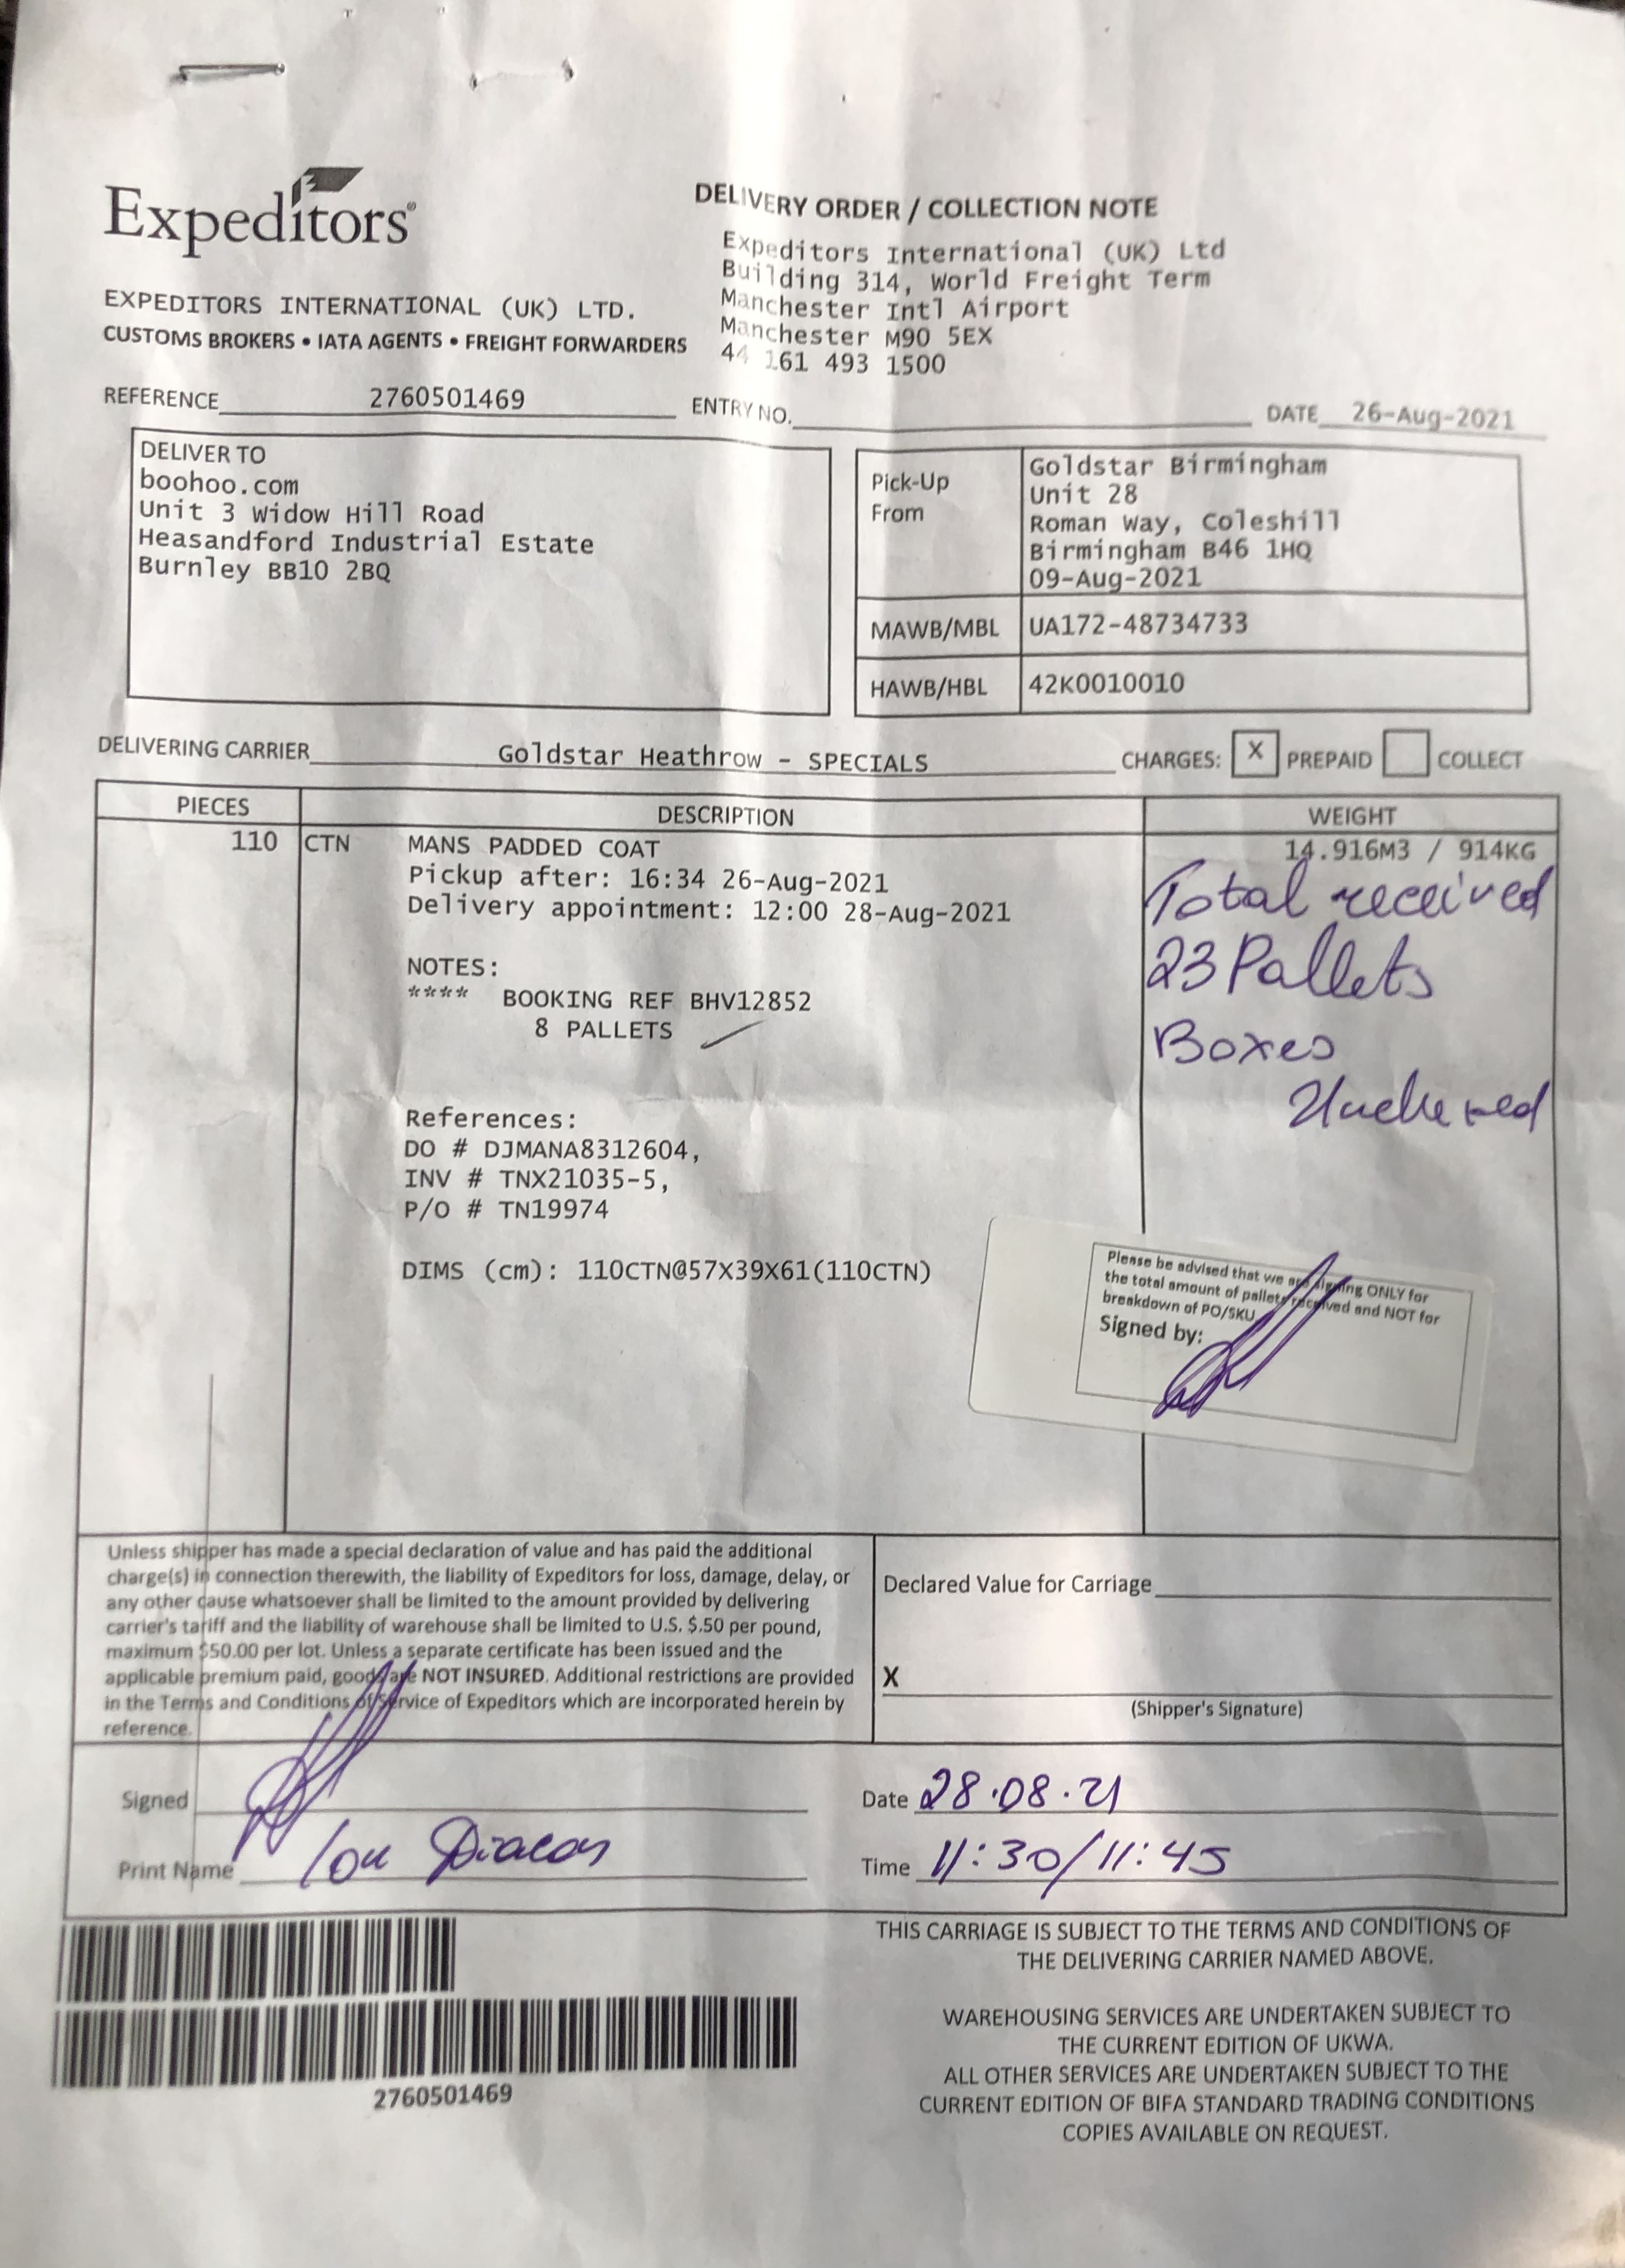 Expeditors®
DELIVERY ORDER / COLLECTION NOTE
Expeditors International (UK) Ltd
Building 314, World Freight Term
Manchester Intl Airport
Manchester M90 5EX
44 161 493 1500
EXPEDITORS INTERNATIONAL (UK) LTD.
CUSTOMS BROKERS • IATA AGENTS • FREIGHT FORWARDERS
REFERENCE 2760501469 ENTRY NO. DATE 26-Aug-2021
DELIVER TO
boohoo.com
Unit 3 Widow Hill Road
Heasandford Industrial Estate
Burnley BB10 2BQ
Pick-Up
From
Goldstar Birmingham
Unit 28
Roman Way, Coleshill
Birmingham B46 1HQ
09-Aug-2021
MAWB/MBL UA172-48734733
HAWB/HBL 42K0010010
DELIVERING CARRIER Goldstar Heathrow - SPECIALS CHARGES: X PREPAID COLLECT
PIECES DESCRIPTION WEIGHT
110 CTN MANS PADDED COAT 14.916M3 / 914KG
Pickup after: 16:34 26-Aug-2021
Delivery appointment: 12:00 28-Aug-2021
NOTES:
**** BOOKING REF BHV12852
8 PALLETS
References:
DO # DJMANA8312604,
INV # TNX21035-5,
P/O # TN19974
DIMS (cm): 110CTN@57X39X61(110CTN)
Total received
23 Pallets
Boxes
Please be advised that we are signing ONLY for
the total amount of pallets received and NOT for
breakdown of PO/SKU
Signed by:
Unless shipper has made a special declaration of value and has paid the additional
charge(s) in connection therewith, the liability of Expeditors for loss, damage, delay, or
any other cause whatsoever shall be limited to the amount provided by delivering
carrier's tariff and the liability of warehouse shall be limited to U.S. $.50 per pound,
maximum $50.00 per lot. Unless a separate certificate has been issued and the
applicable premium paid, goods are NOT INSURED. Additional restrictions are provided
in the Terms and Conditions of Service of Expeditors which are incorporated herein by
reference.
Declared Value for Carriage
X
(Shipper's Signature)
Signed
Date 28.08.21
Print Name Ion Diacon
Time 11:30/11:45
2760501469
THIS CARRIAGE IS SUBJECT TO THE TERMS AND CONDITIONS OF
THE DELIVERING CARRIER NAMED ABOVE.
WAREHOUSING SERVICES ARE UNDERTAKEN SUBJECT TO
THE CURRENT EDITION OF UKWA.
ALL OTHER SERVICES ARE UNDERTAKEN SUBJECT TO THE
CURRENT EDITION OF BIFA STANDARD TRADING CONDITIONS
COPIES AVAILABLE ON REQUEST.